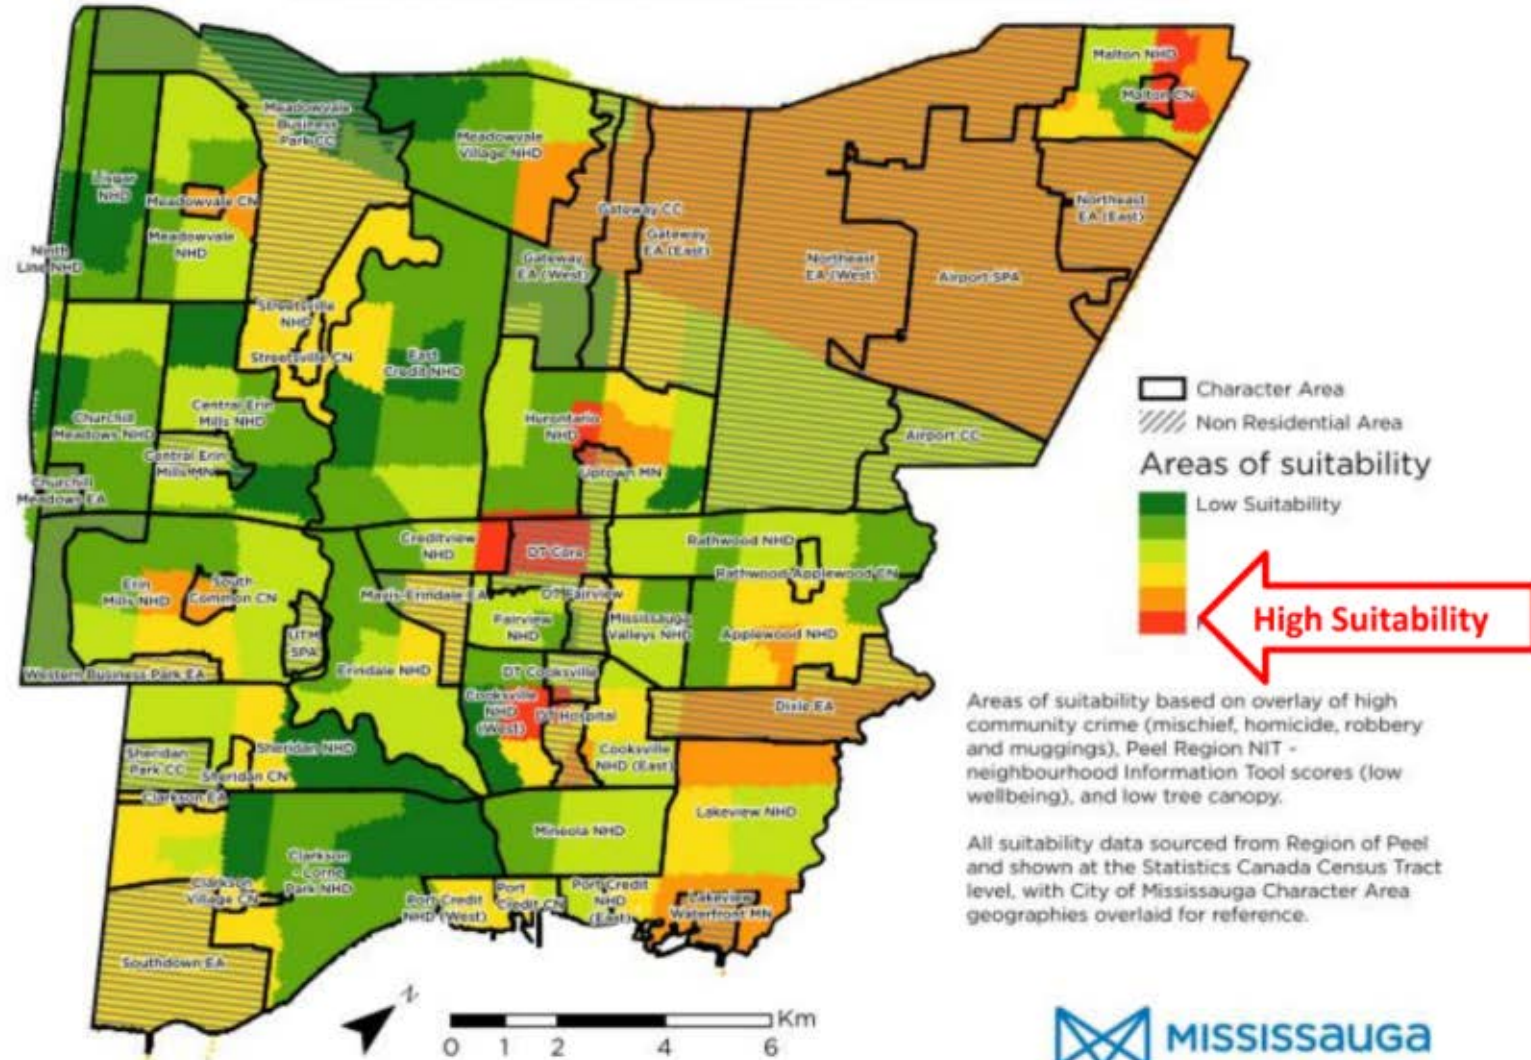 Malton NHD
Malton CN
Meadowvale
Business
Park CC
Meadowvale
Village NHD
Lisgar
NHD
Meadowvale CN
Meadowvale
NHD
Ninth
Line NHD
Gateway CC
Gateway
EA (East)
Gateway
EA (West)
Northeast
EA (West)
Northeast
EA (East)
Airport SPA
Streetsville
NHD
Streetsville CN
East
Credit NHD
Churchill
Meadows NHD
Central Erin
Mills NHD
Central Erin
Mills MN
Churchill
Meadows EA
Hurontario
NHD
Uptown MN
Airport CC
Creditview
NHD
DT Core
Rathwood NHD
Rathwood Applewood CN
Erin
Mills NHD
South
Common CN
Mavis-Erindale EA
DT Fairview
Fairview
NHD
Mississauga
Valleys NHD
Applewood NHD
UTM
SPA
Western Business Park EA
Erindale NHD
DT Cooksville
Cooksville
NHD
(West)
DT Hospital
Dixie EA
Cooksville
NHD (East)
Sheridan
Park CC
Sheridan NHD
Sheridan CN
Clarkson EA
Lakeview NHD
Mineola NHD
Clarkson
- Lorne
Park NHD
Clarkson
Village CN
Port Credit
NHD (West)
Port
Credit CN
Port Credit
NHD
(East)
Lakeview
Waterfront MN
Southdown EA
Character Area
Non Residential Area
Areas of suitability
Low Suitability
High Suitability
Areas of suitability based on overlay of high
community crime (mischief, homicide, robbery
and muggings), Peel Region NIT -
neighbourhood Information Tool scores (low
wellbeing), and low tree canopy.
All suitability data sourced from Region of Peel
and shown at the Statistics Canada Census Tract
level, with City of Mississauga Character Area
geographies overlaid for reference.
N
Km
0 1 2 4 6
MISSISSAUGA